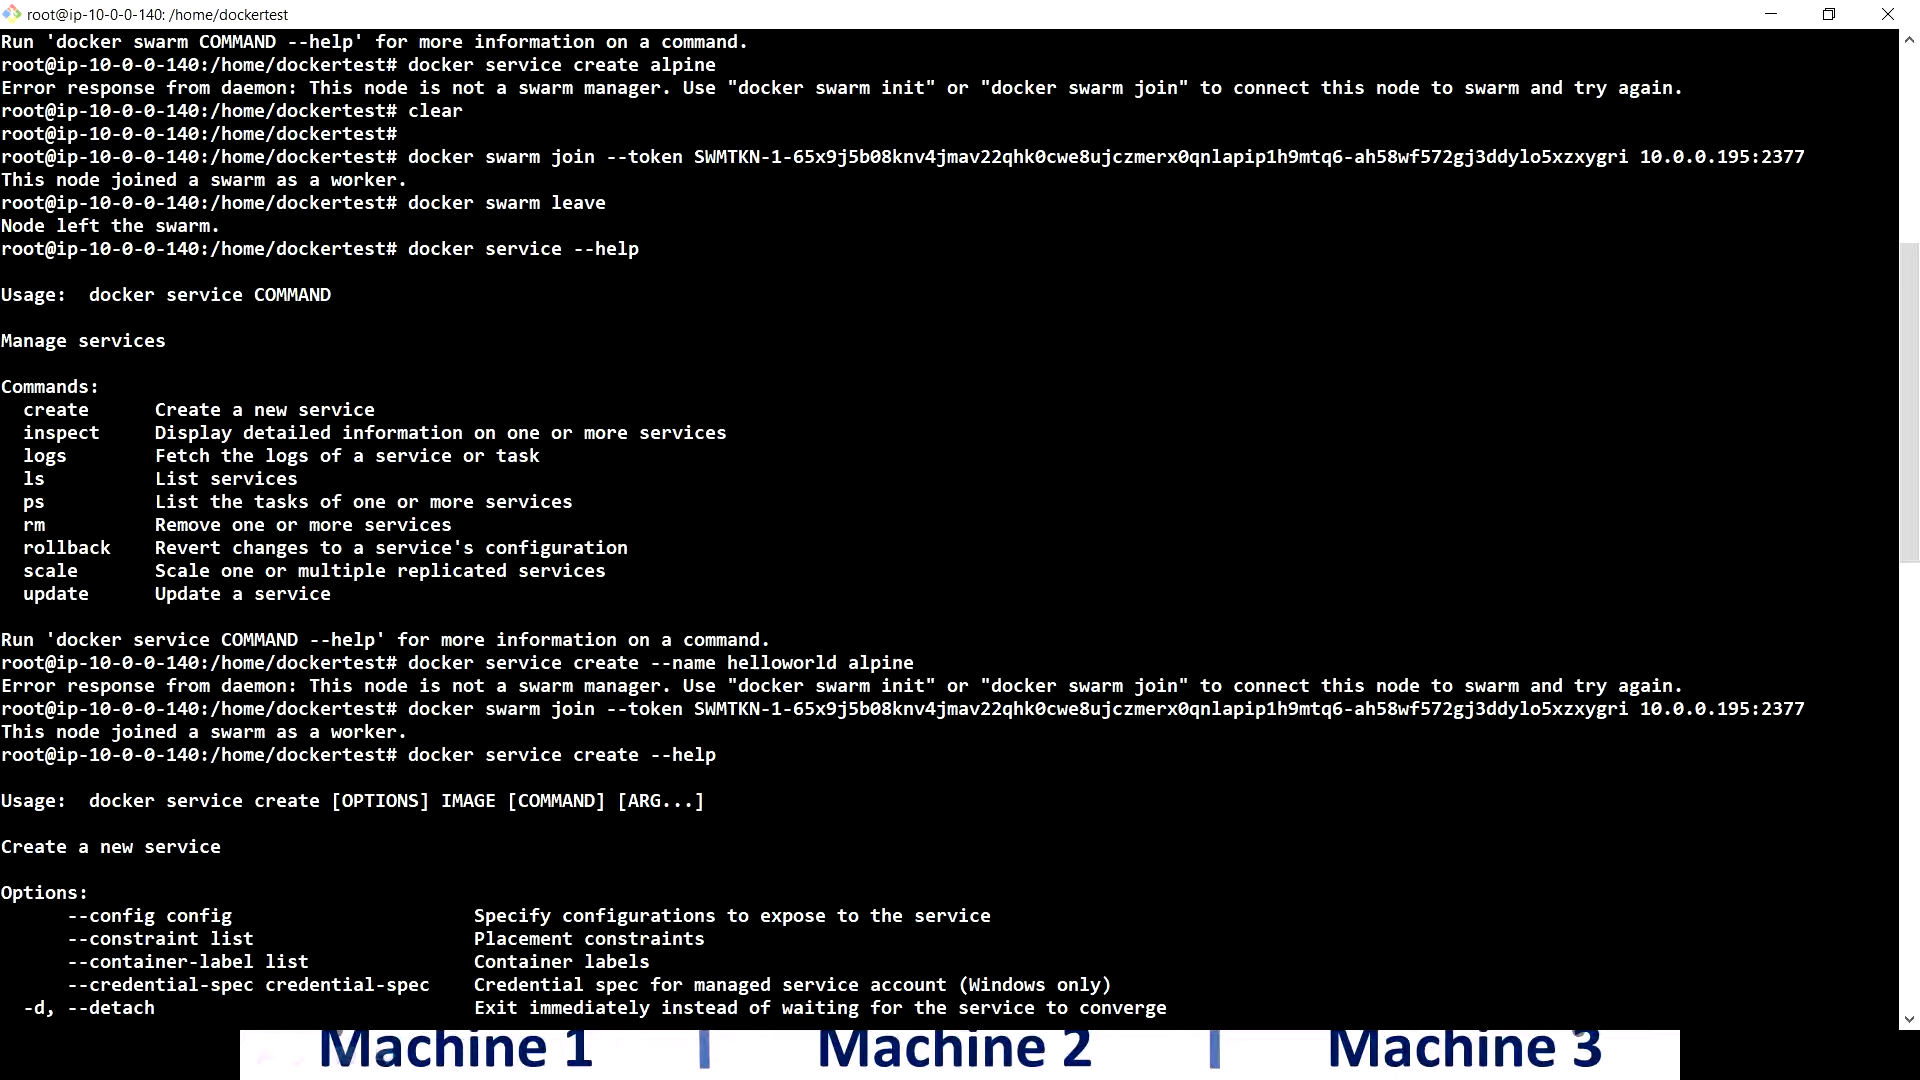 root@ip-10-0-0-140: /home/dockertest
Run 'docker swarm COMMAND --help' for more information on a command.
root@ip-10-0-0-140:/home/dockertest# docker service create alpine
Error response from daemon: This node is not a swarm manager. Use "docker swarm init" or "docker swarm join" to connect this node to swarm and try again.
root@ip-10-0-0-140:/home/dockertest# clear
root@ip-10-0-0-140:/home/dockertest#
root@ip-10-0-0-140:/home/dockertest# docker swarm join --token SWMTKN-1-65x9j5b08knv4jmav22qhk0cwe8ujczmerx0qnlapip1h9mtq6-ah58wf572gj3ddylo5xzxygri 10.0.0.195:2377
This node joined a swarm as a worker.
root@ip-10-0-0-140:/home/dockertest# docker swarm leave
Node left the swarm.
root@ip-10-0-0-140:/home/dockertest# docker service --help
Usage:  docker service COMMAND
Manage services
Commands:
  create      Create a new service
  inspect     Display detailed information on one or more services
  logs        Fetch the logs of a service or task
  ls          List services
  ps          List the tasks of one or more services
  rm          Remove one or more services
  rollback    Revert changes to a service's configuration
  scale       Scale one or multiple replicated services
  update      Update a service
Run 'docker service COMMAND --help' for more information on a command.
root@ip-10-0-0-140:/home/dockertest# docker service create --name helloworld alpine
Error response from daemon: This node is not a swarm manager. Use "docker swarm init" or "docker swarm join" to connect this node to swarm and try again.
root@ip-10-0-0-140:/home/dockertest# docker swarm join --token SWMTKN-1-65x9j5b08knv4jmav22qhk0cwe8ujczmerx0qnlapip1h9mtq6-ah58wf572gj3ddylo5xzxygri 10.0.0.195:2377
This node joined a swarm as a worker.
root@ip-10-0-0-140:/home/dockertest# docker service create --help
Usage:  docker service create [OPTIONS] IMAGE [COMMAND] [ARG...]
Create a new service
Options:
      --config config                      Specify configurations to expose to the service
      --constraint list                    Placement constraints
      --container-label list               Container labels
      --credential-spec credential-spec    Credential spec for managed service account (Windows only)
  -d, --detach                             Exit immediately instead of waiting for the service to converge
Machine 1 Machine 2 Machine 3